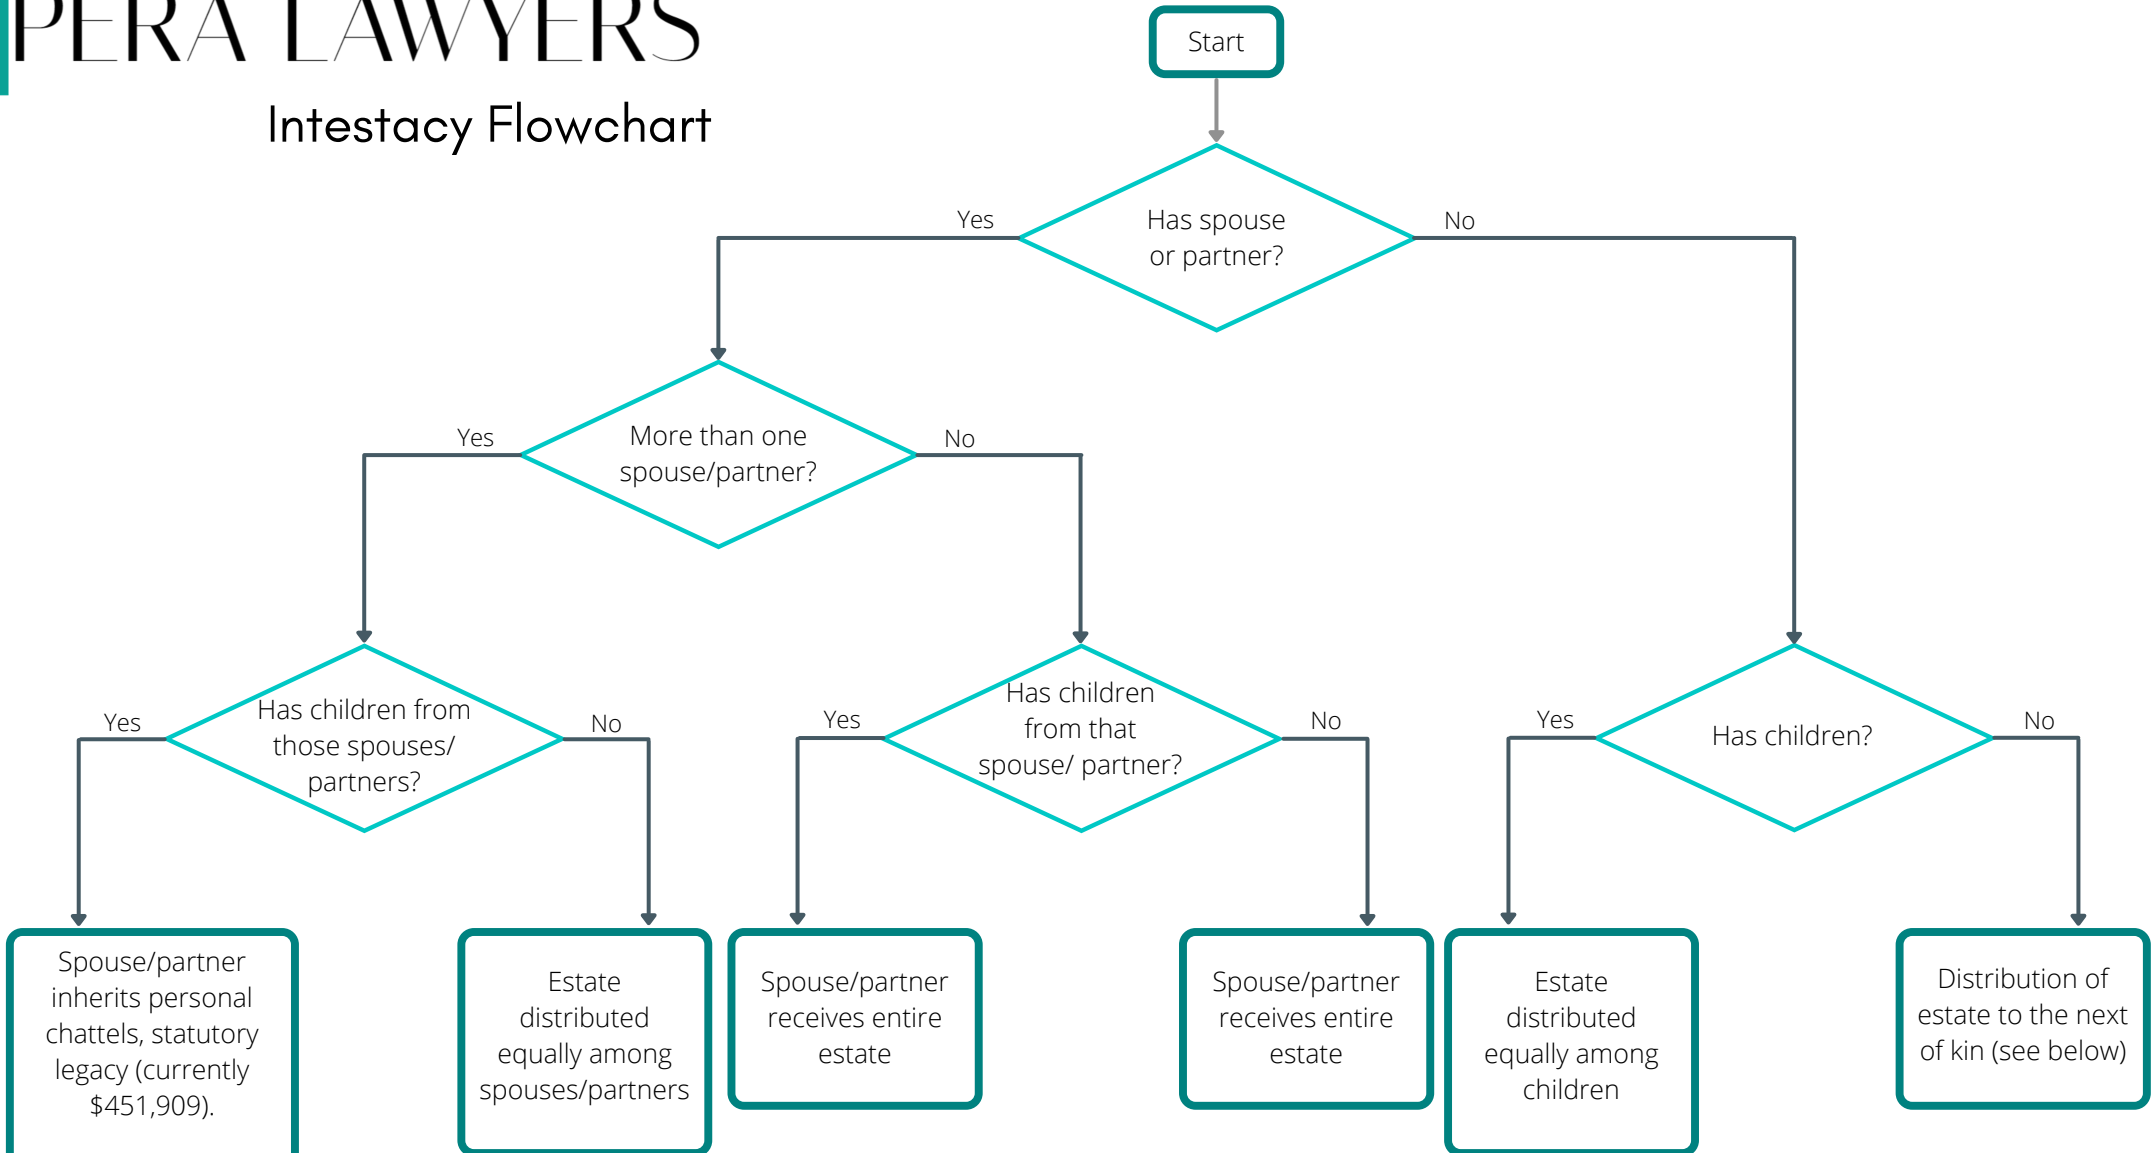 PERA LAWYERS
Intestacy Flowchart
Start
Has spouse
or partner?
Yes
No
More than one
spouse/partner?
Yes
No
Has children from
those spouses/
partners?
Yes
No
Has children
from that
spouse/ partner?
Yes
No
Has children?
Yes
No
Spouse/partner
inherits personal
chattels, statutory
legacy (currently
$451,909).
Estate
distributed
equally among
spouses/partners
Spouse/partner
receives entire
estate
Spouse/partner
receives entire
estate
Estate
distributed
equally among
children
Distribution of
estate to the next
of kin (see below)